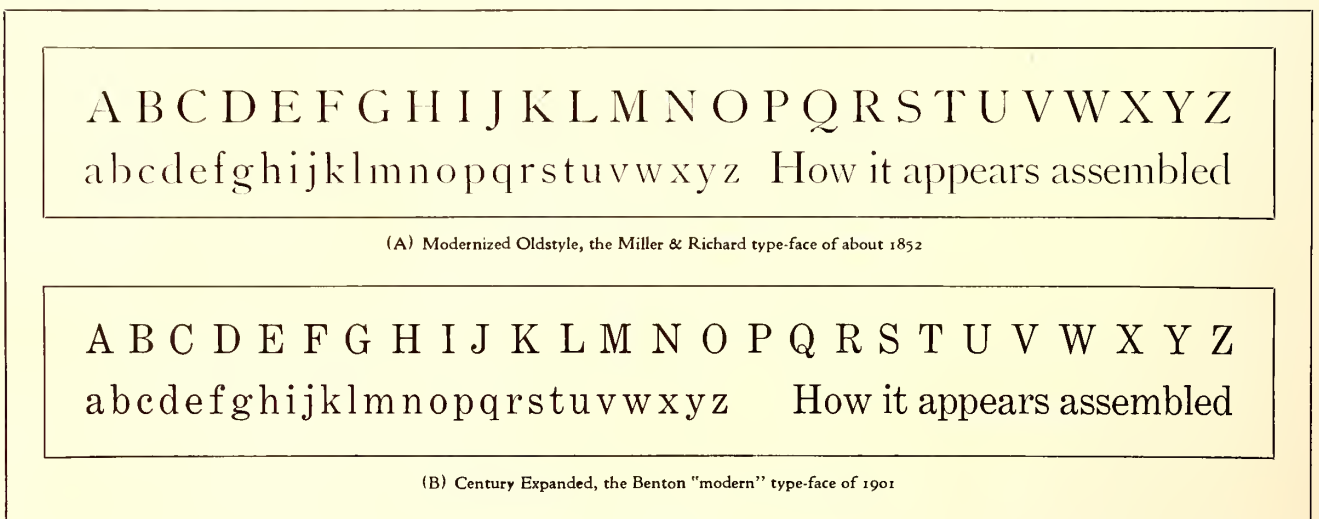 A B C D E F G H I J K L M N O P Q R S T U V W X Y Z
a b c d e f g h i j k l m n o p q r s t u v w x y z How it appears assembled
(A) Modernized Oldstyle, the Miller & Richard type-face of about 1852
A B C D E F G H I J K L M N O P Q R S T U V W X Y Z
a b c d e f g h i j k l m n o p q r s t u v w x y z How it appears assembled
(B) Century Expanded, the Benton "modern" type-face of 1901